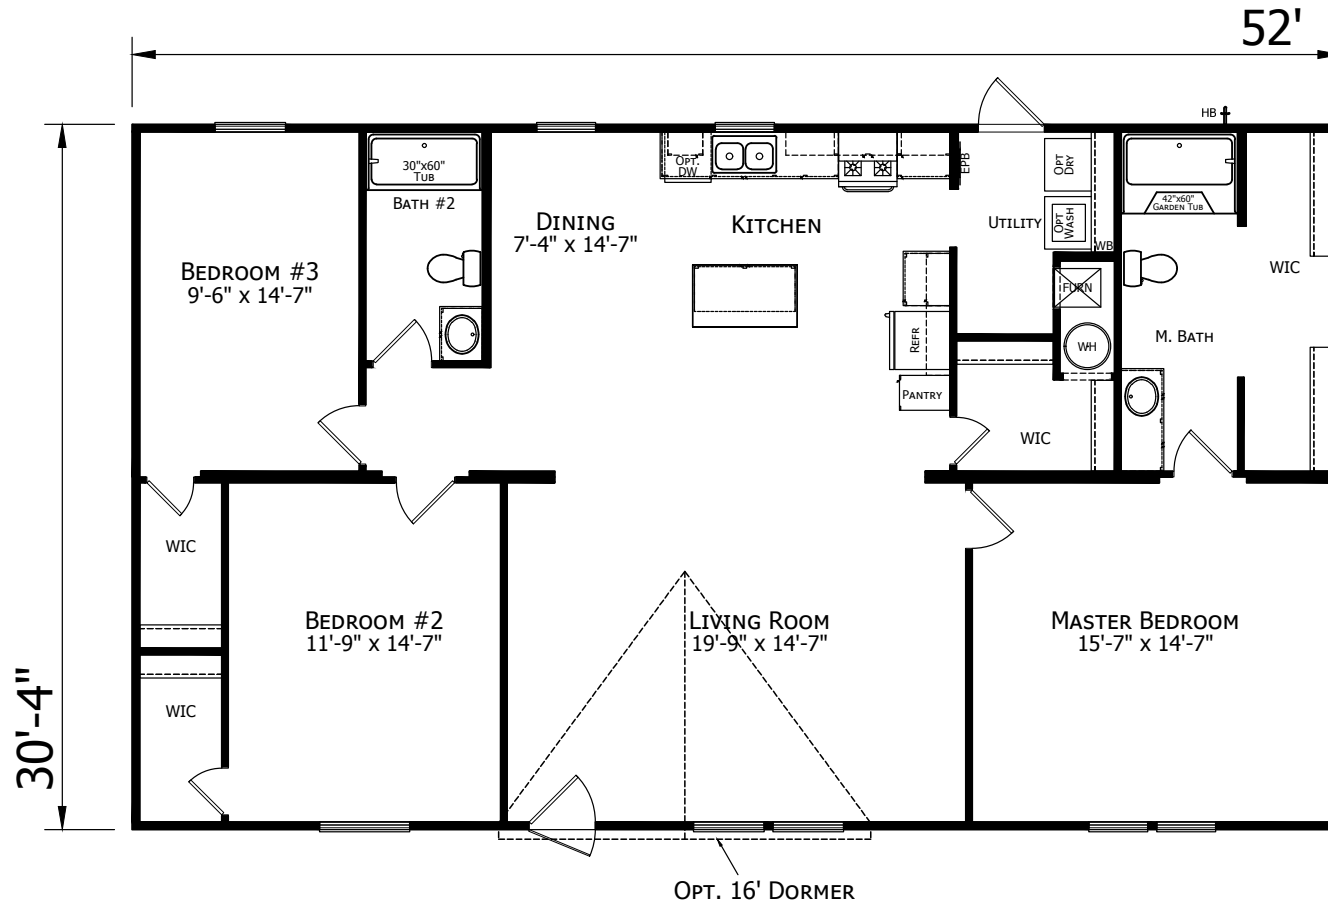 52'
HB
30"x60"
TUB
BATH #2
OPT.
DW
EPB
OPT
DRY
42"x60"
GARDEN TUB
DINING
7'-4" x 14'-7"
KITCHEN
UTILITY
OPT
WASH
WB
BEDROOM #3
9'-6" x 14'-7"
WIC
FURN
REFR
WH
M. BATH
PANTRY
WIC
WIC
BEDROOM #2
11'-9" x 14'-7"
LIVING ROOM
19'-9" x 14'-7"
MASTER BEDROOM
15'-7" x 14'-7"
30'-4"
WIC
OPT. 16' DORMER